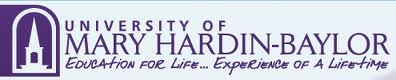 UNIVERSITY OF
MARY HARDIN-BAYLOR
EDUCATION FOR LIFE... EXPERIENCE OF A LIFETIME